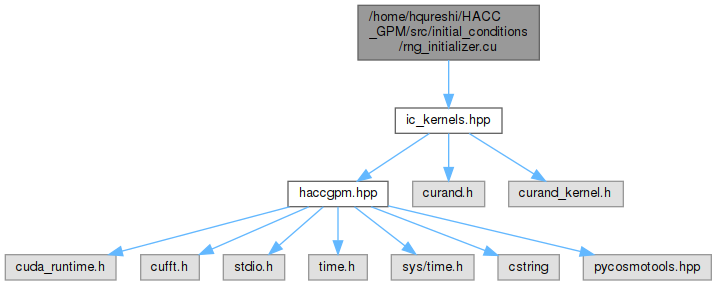 /home/hqureshi/HACC
_GPM/src/initial_conditions
/rng_initializer.cu
ic_kernels.hpp
haccgpm.hpp
curand.h
curand_kernel.h
cuda_runtime.h
cufft.h
stdio.h
time.h
sys/time.h
cstring
pycosmotools.hpp